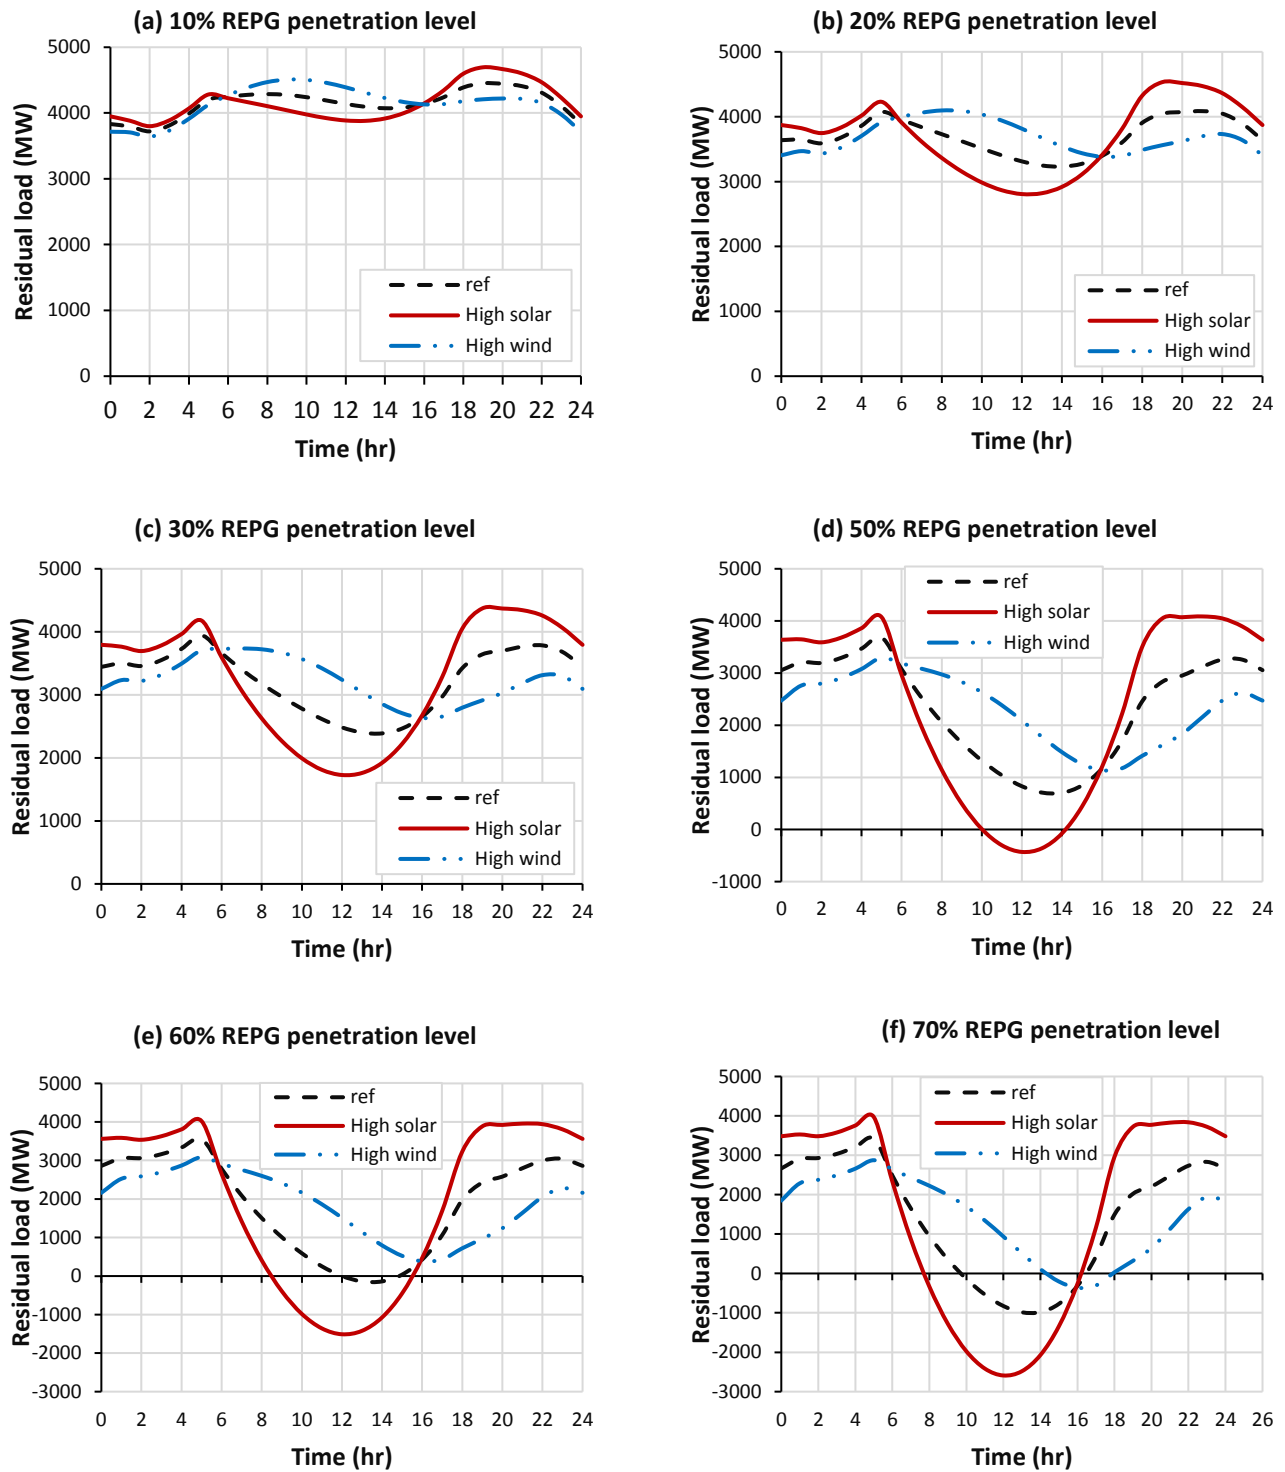 (a) 10% REPG penetration level
5000
4000
3000
2000
1000
0
Residual load (MW)
ref
High solar
High wind
0 2 4 6 8 10 12 14 16 18 20 22 24
Time (hr)
(b) 20% REPG penetration level
5000
4000
3000
2000
1000
0
Residual load (MW)
ref
High solar
High wind
0 2 4 6 8 10 12 14 16 18 20 22 24
Time (hr)
(c) 30% REPG penetration level
5000
4000
3000
2000
1000
0
Residual load (MW)
ref
High solar
High wind
0 2 4 6 8 10 12 14 16 18 20 22 24
Time (hr)
(d) 50% REPG penetration level
5000
4000
3000
2000
1000
0
-1000
Residual load (MW)
ref
High solar
High wind
0 2 4 6 8 10 12 14 16 18 20 22 24
Time (hr)
(e) 60% REPG penetration level
5000
4000
3000
2000
1000
0
-1000
-2000
-3000
Residual load (MW)
ref
High solar
High wind
0 2 4 6 8 10 12 14 16 18 20 22 24
Time (hr)
(f) 70% REPG penetration level
5000
4000
3000
2000
1000
0
-1000
-2000
-3000
Residual load (MW)
ref
High solar
High wind
0 2 4 6 8 10 12 14 16 18 20 22 24 26
Time (hr)